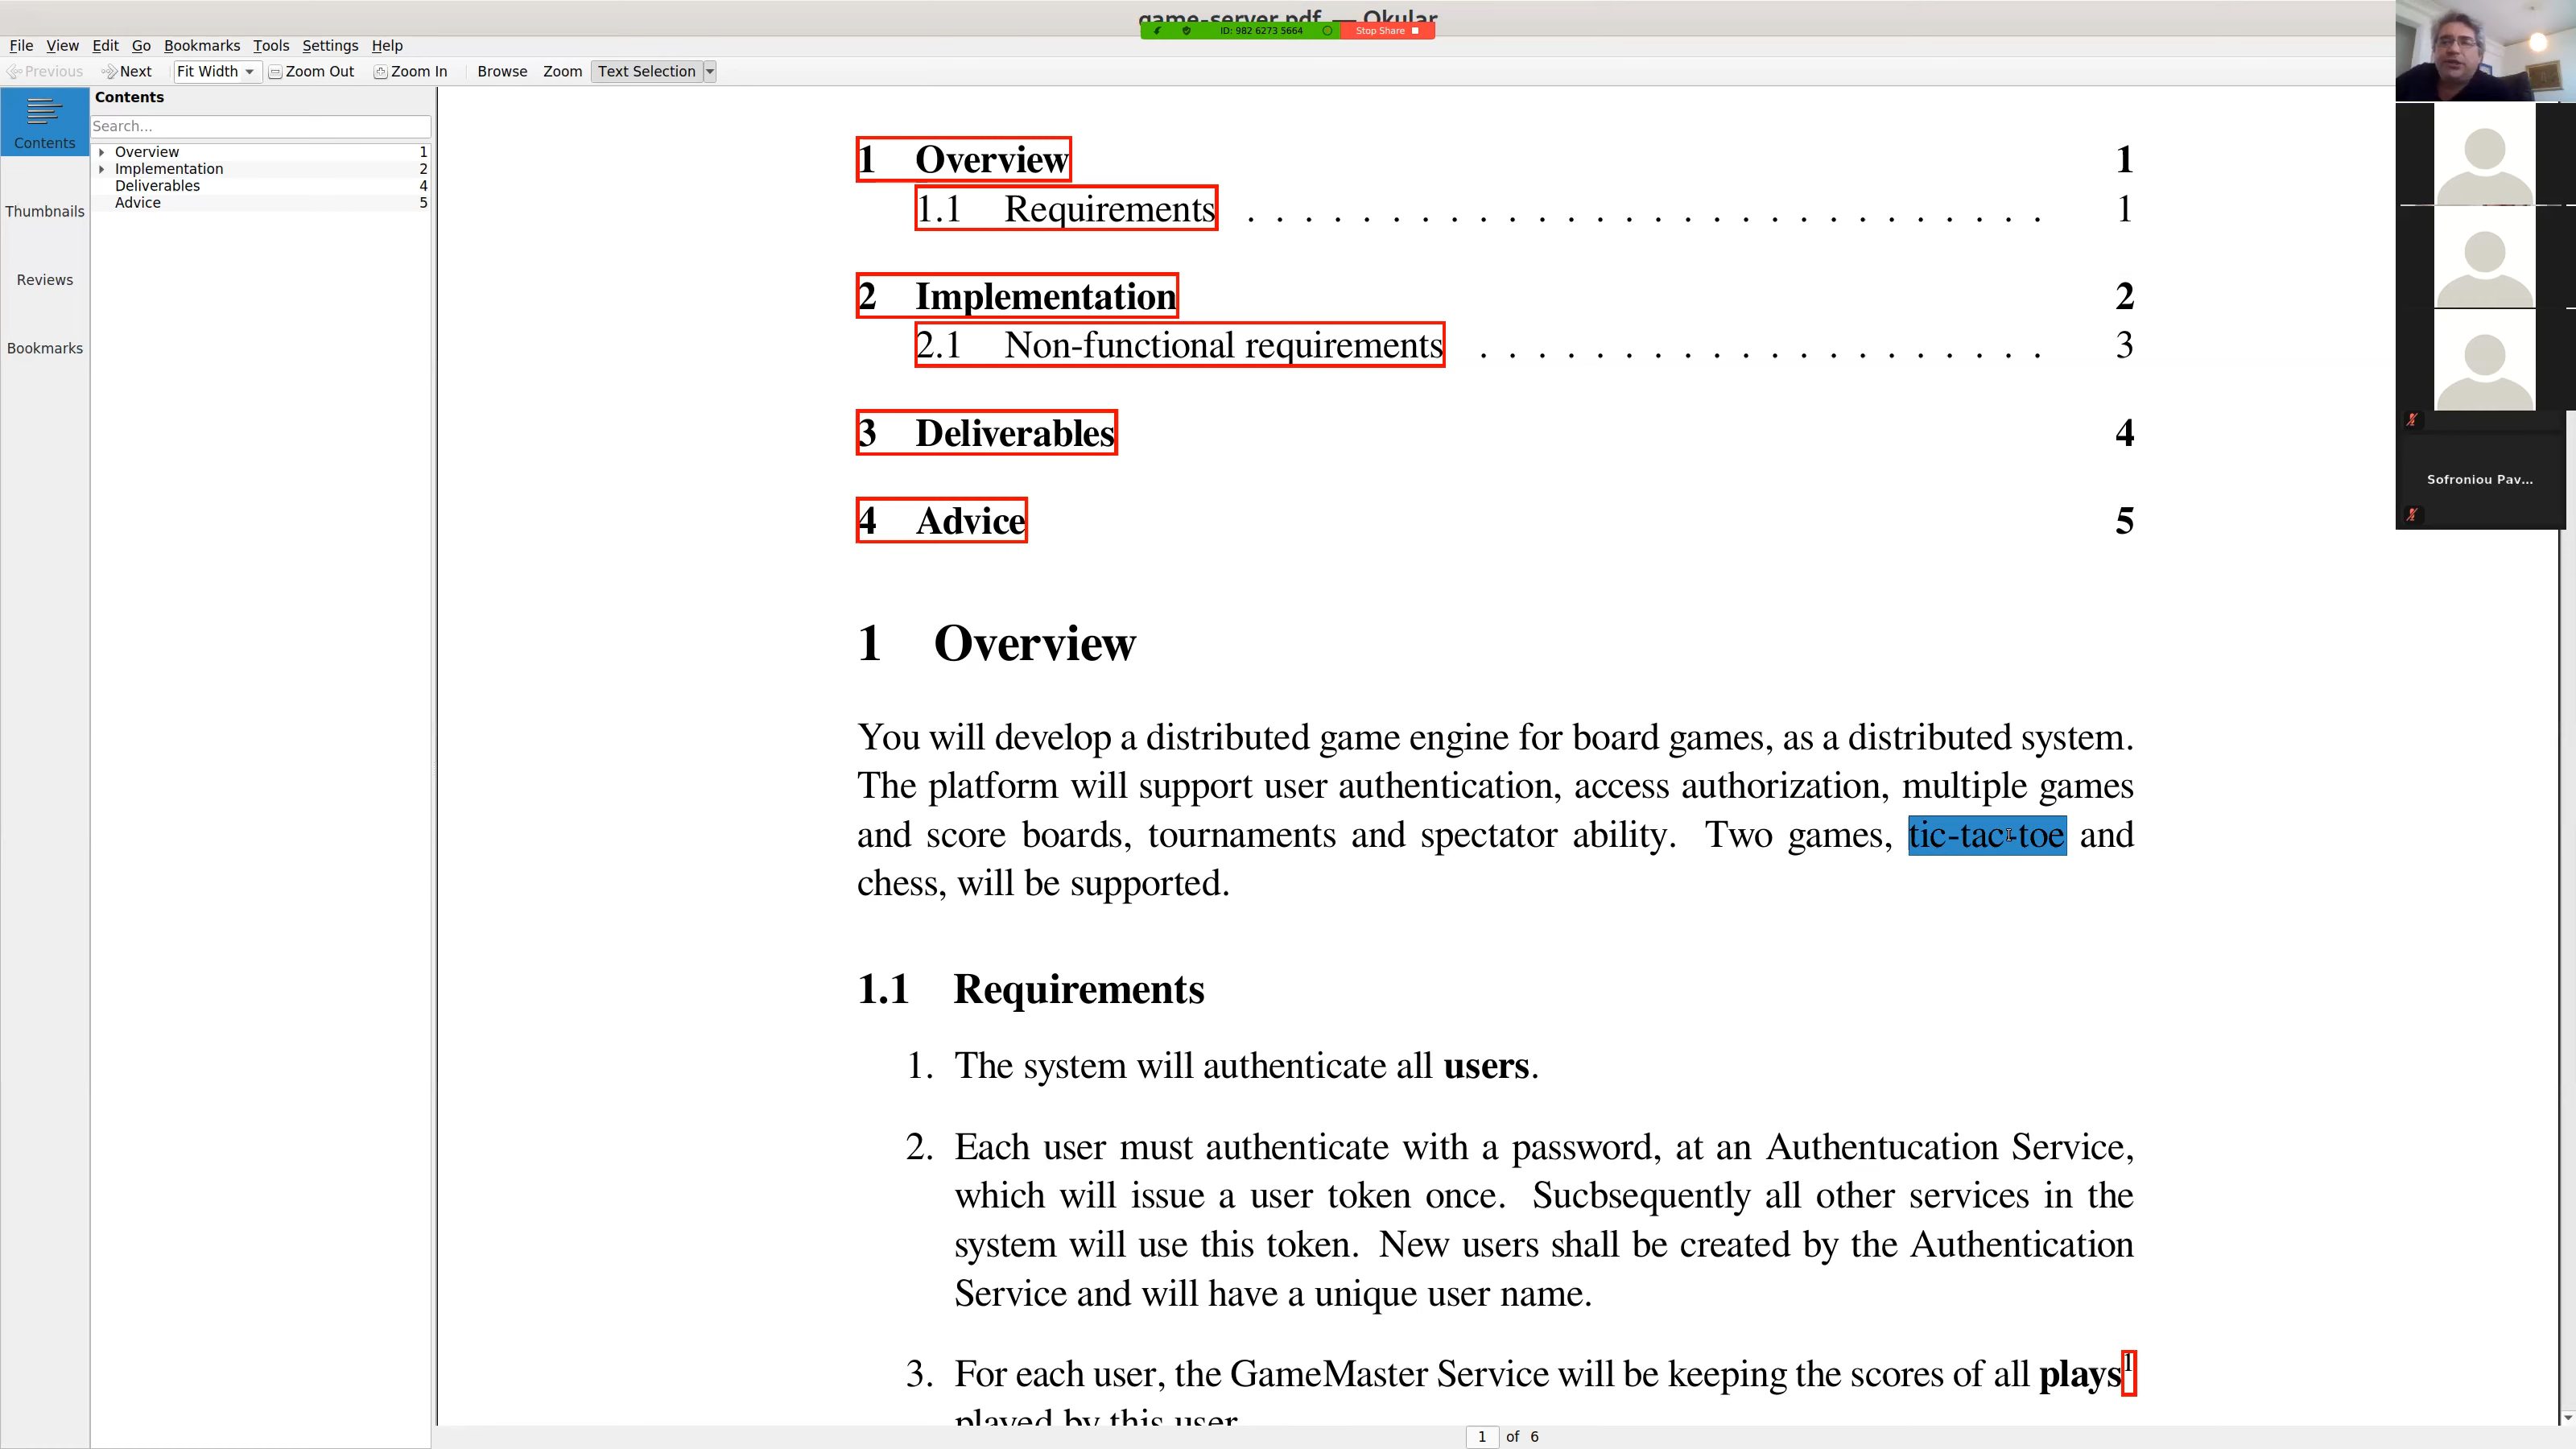 game-server.pdf — Okular
ID: 982 6273 5664 Stop Share
File View Edit Go Bookmarks Tools Settings Help
Previous Next Fit Width Zoom Out Zoom In Browse Zoom Text Selection
Contents
Thumbnails
Reviews
Bookmarks
Contents
Search...
Overview 1
Implementation 2
Deliverables 4
Advice 5
1 Overview 1
1.1 Requirements . . . . . . . . . . . . . . . . . . . . . . . . . . . . 1
2 Implementation 2
2.1 Non-functional requirements . . . . . . . . . . . . . . . . . . . . 3
3 Deliverables 4
4 Advice 5
1 Overview
You will develop a distributed game engine for board games, as a distributed system.
The platform will support user authentication, access authorization, multiple games
and score boards, tournaments and spectator ability. Two games, tic-tac-toe and
chess, will be supported.
1.1 Requirements
1. The system will authenticate all users.
2. Each user must authenticate with a password, at an Authentucation Service,
which will issue a user token once. Sucbsequently all other services in the
system will use this token. New users shall be created by the Authentication
Service and will have a unique user name.
3. For each user, the GameMaster Service will be keeping the scores of all plays1
played by this user
1 of 6
Sofroniou Pav...